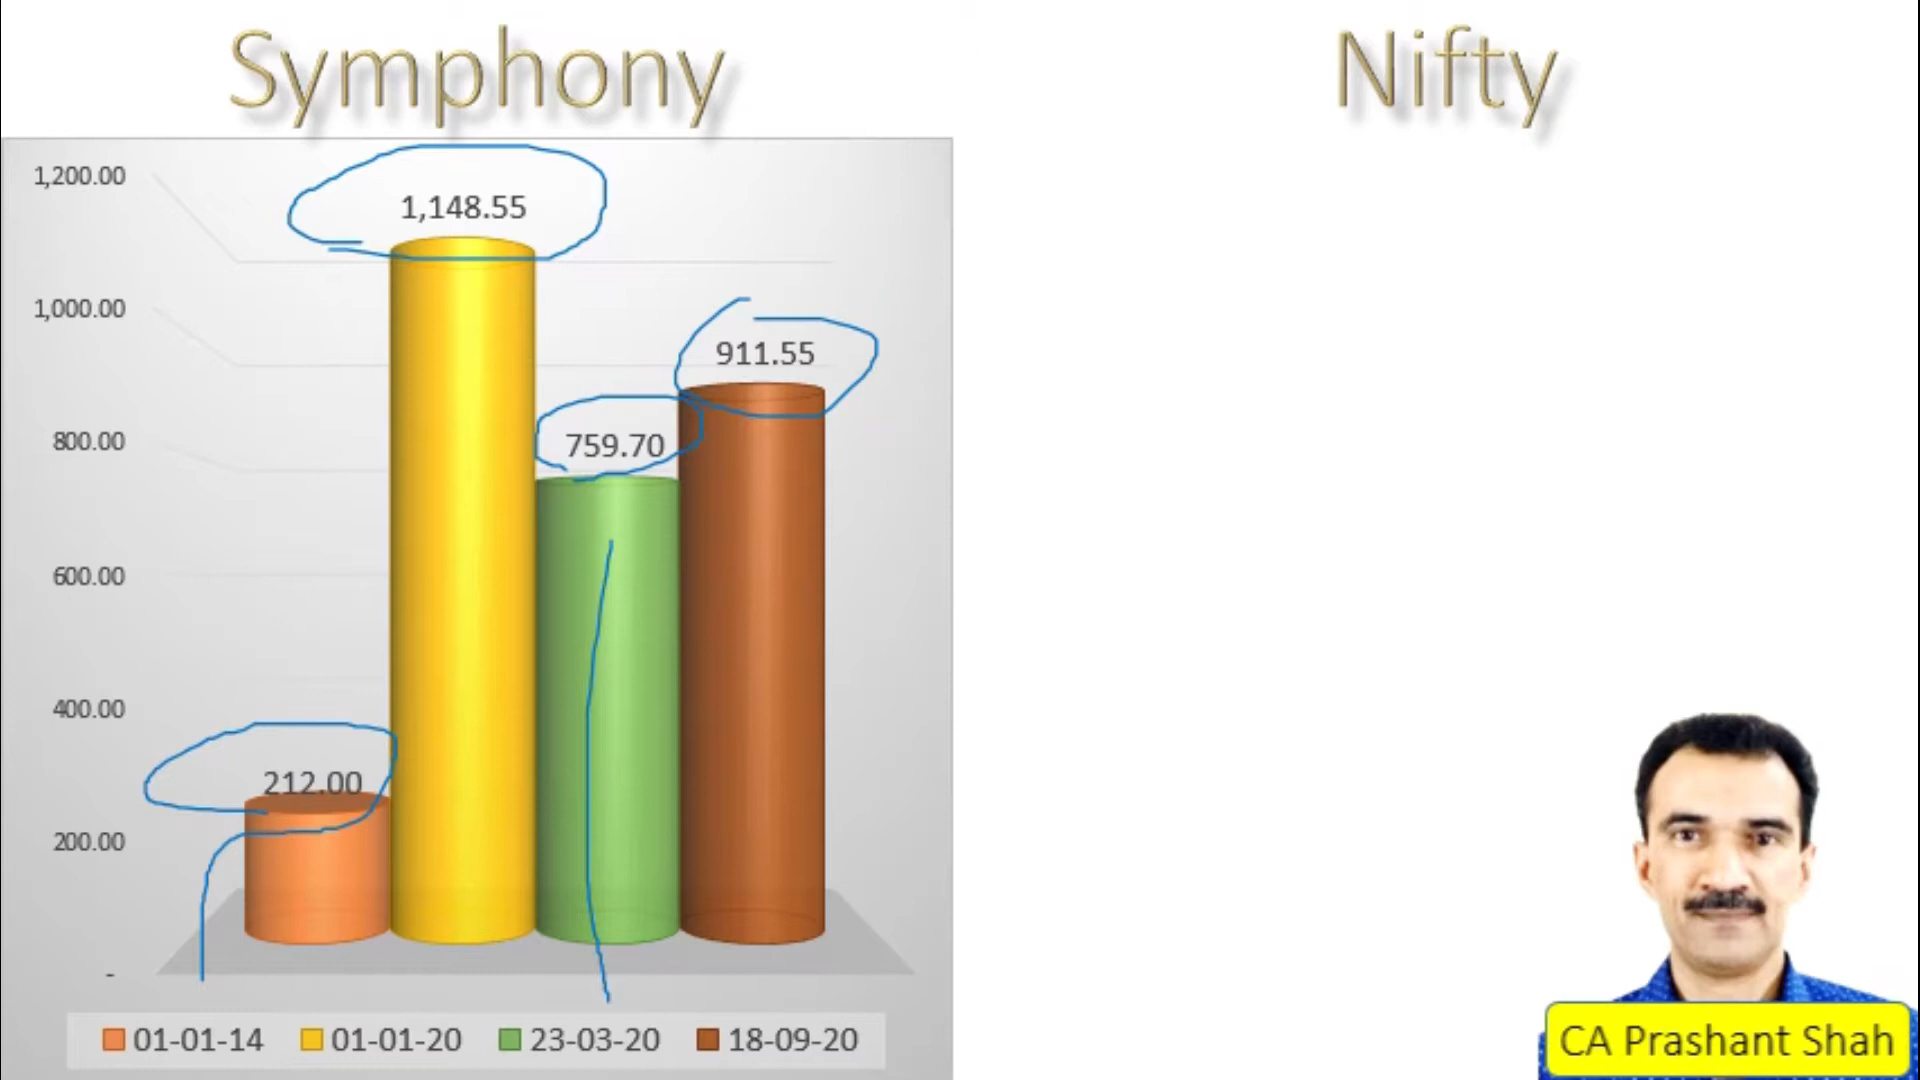 Symphony
Nifty
1,200.00
1,148.55
1,000.00
911.55
800.00
759.70
600.00
400.00
212.00
200.00
-
01-01-14 01-01-20 23-03-20 18-09-20
CA Prashant Shah